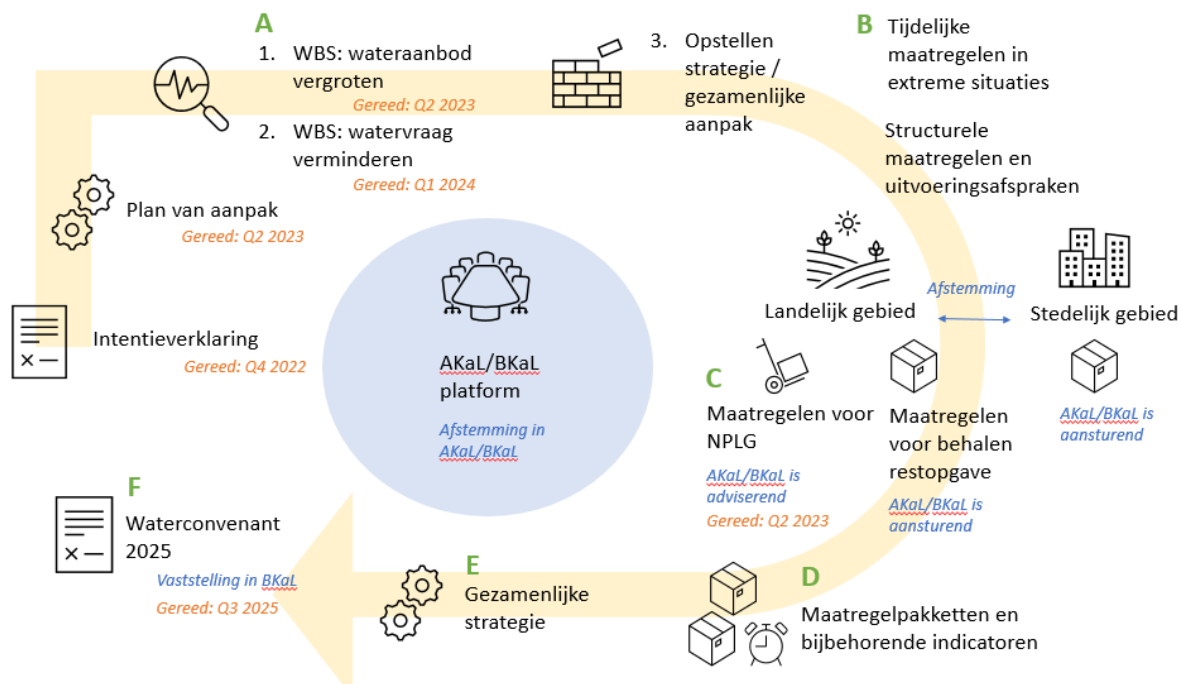 A
1. WBS: wateraanbod
vergroten
Gereed: Q2 2023
2. WBS: watervraag
verminderen
Gereed: Q1 2024
3. Opstellen
strategie /
gezamenlijke
aanpak
B
Tijdelijke
maatregelen in
extreme situaties
Structurele
maatregelen en
uitvoeringsafspraken
Plan van aanpak
Gereed: Q2 2023
Intentieverklaring
Gereed: Q4 2022
AKaL/BKaL
platform
Afstemming in
AKaL/BKaL
Landelijk gebied
Afstemming
Stedelijk gebied
C
Maatregelen voor
NPLG
AKaL/BKaL is
adviserend
Gereed: Q2 2023
Maatregelen
voor behalen
restopgave
AKaL/BKaL is
aansturend
AKaL/BKaL is
aansturend
D
Maatregelpakketten en
bijbehorende indicatoren
E
Gezamenlijke
strategie
F
Waterconvenant
2025
Vaststelling in BKaL
Gereed: Q3 2025